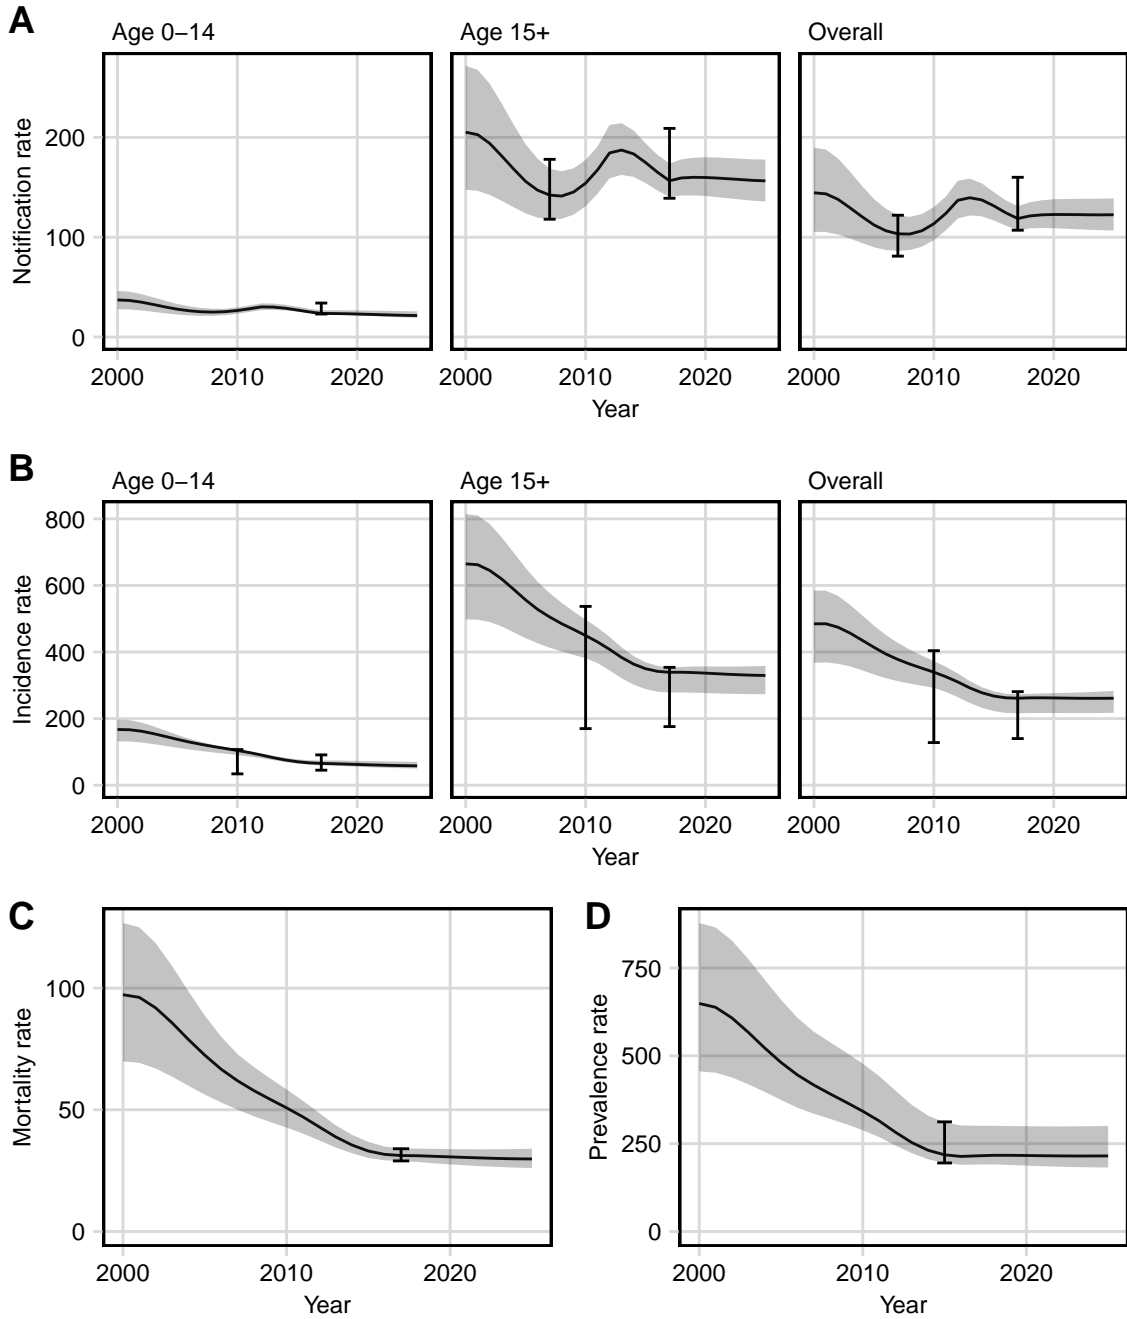 A
Age 0–14
Age 15+
Overall
Notification rate
200
100
0
2000
2010
2020
2000
2010
2020
2000
2010
2020
Year
B
Age 0–14
Age 15+
Overall
Incidence rate
800
600
400
200
0
2000
2010
2020
2000
2010
2020
2000
2010
2020
Year
C
Mortality rate
100
50
0
2000
2010
2020
Year
D
Prevalence rate
750
500
250
0
2000
2010
2020
Year